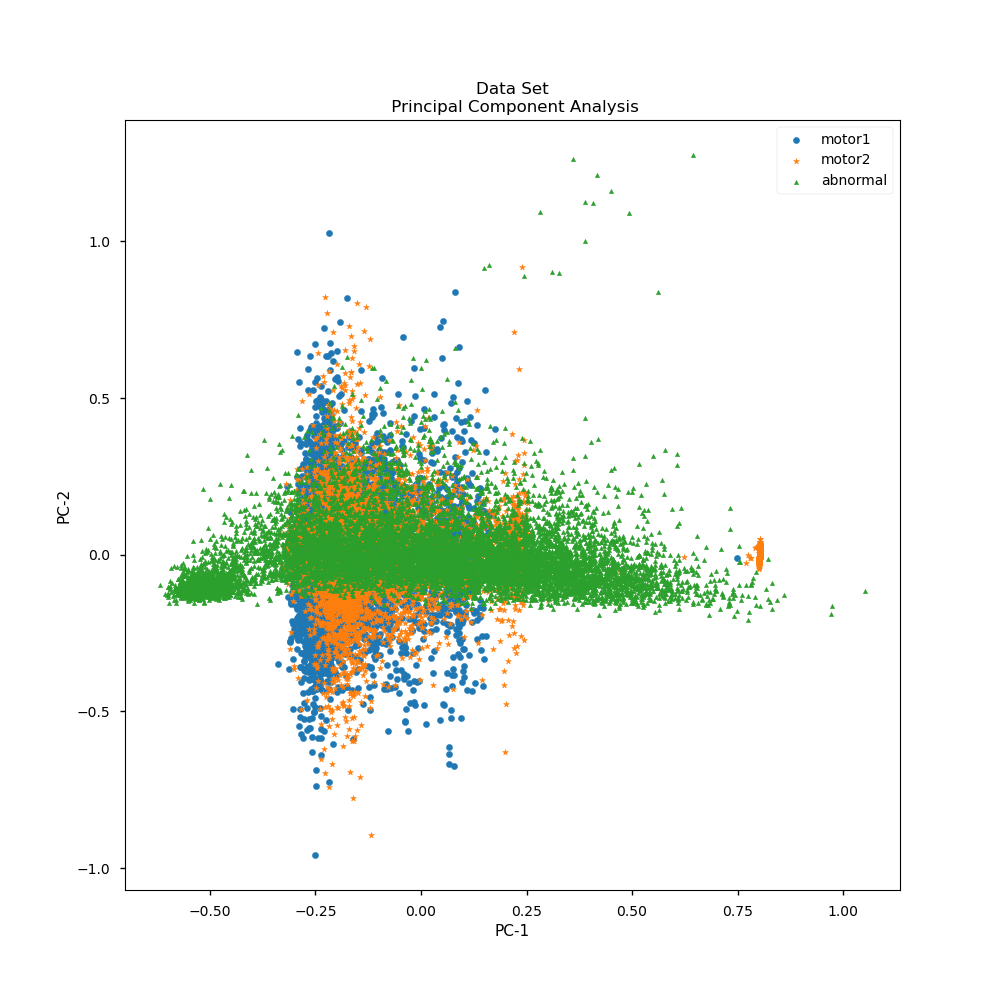 Data Set
Principal Component Analysis
motor1
motor2
abnormal
1.0
0.5
0.0
−0.5
−1.0
PC-2
−0.50
−0.25
0.00
0.25
0.50
0.75
1.00
PC-1